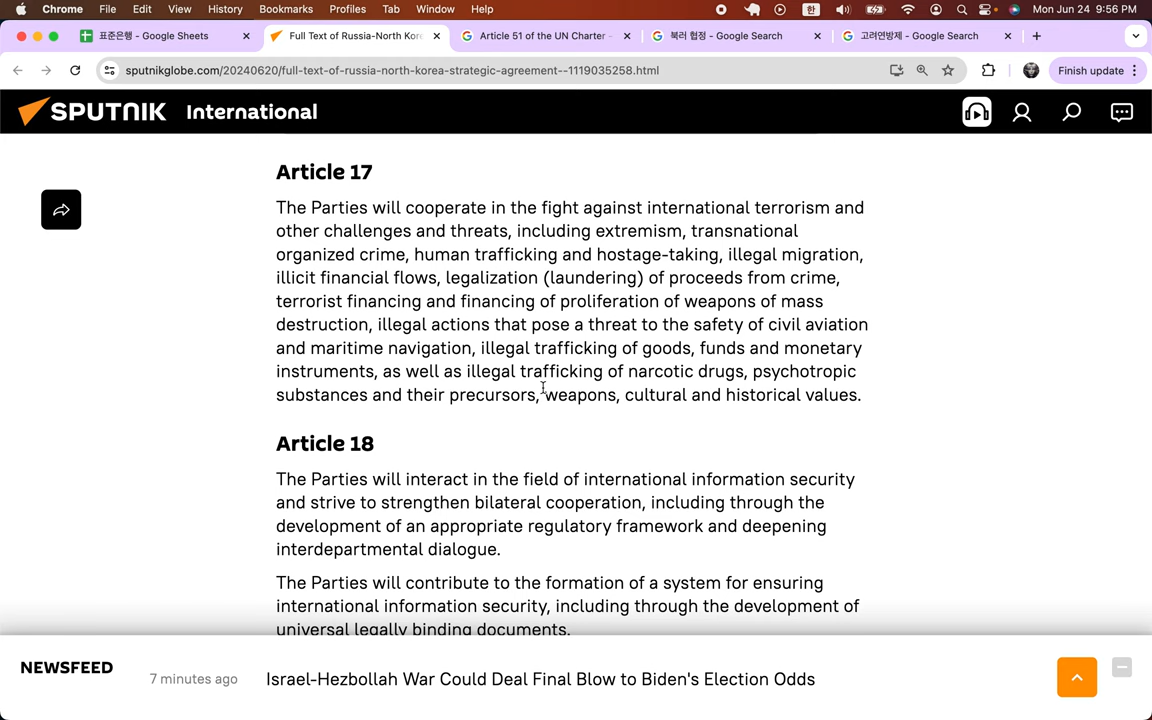 Chrome File Edit View History Bookmarks Profiles Tab Window Help 한 Mon Jun 24 9:56 PM
표준은행 - Google Sheets Full Text of Russia-North Kore Article 51 of the UN Charter - 북러 협정 - Google Search 고려연방제 - Google Search
sputnikglobe.com/20240620/full-text-of-russia-north-korea-strategic-agreement--1119035258.html Finish update
SPUTNIK International
Article 17
The Parties will cooperate in the fight against international terrorism and
other challenges and threats, including extremism, transnational
organized crime, human trafficking and hostage-taking, illegal migration,
illicit financial flows, legalization (laundering) of proceeds from crime,
terrorist financing and financing of proliferation of weapons of mass
destruction, illegal actions that pose a threat to the safety of civil aviation
and maritime navigation, illegal trafficking of goods, funds and monetary
instruments, as well as illegal trafficking of narcotic drugs, psychotropic
substances and their precursors, weapons, cultural and historical values.
Article 18
The Parties will interact in the field of international information security
and strive to strengthen bilateral cooperation, including through the
development of an appropriate regulatory framework and deepening
interdepartmental dialogue.
The Parties will contribute to the formation of a system for ensuring
international information security, including through the development of
universal legally binding documents.
NEWSFEED 7 minutes ago Israel-Hezbollah War Could Deal Final Blow to Biden's Election Odds